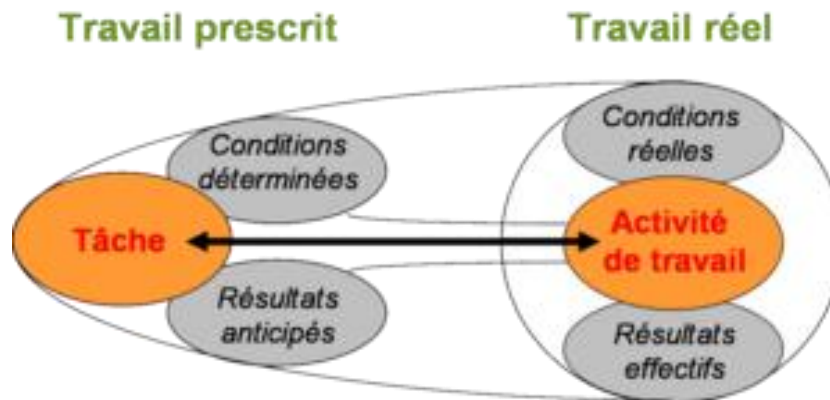 Travail prescrit
Travail réel
Conditions
déterminées
Conditions
réelles
Tâche
Activité
de travail
Résultats
anticipés
Résultats
effectifs